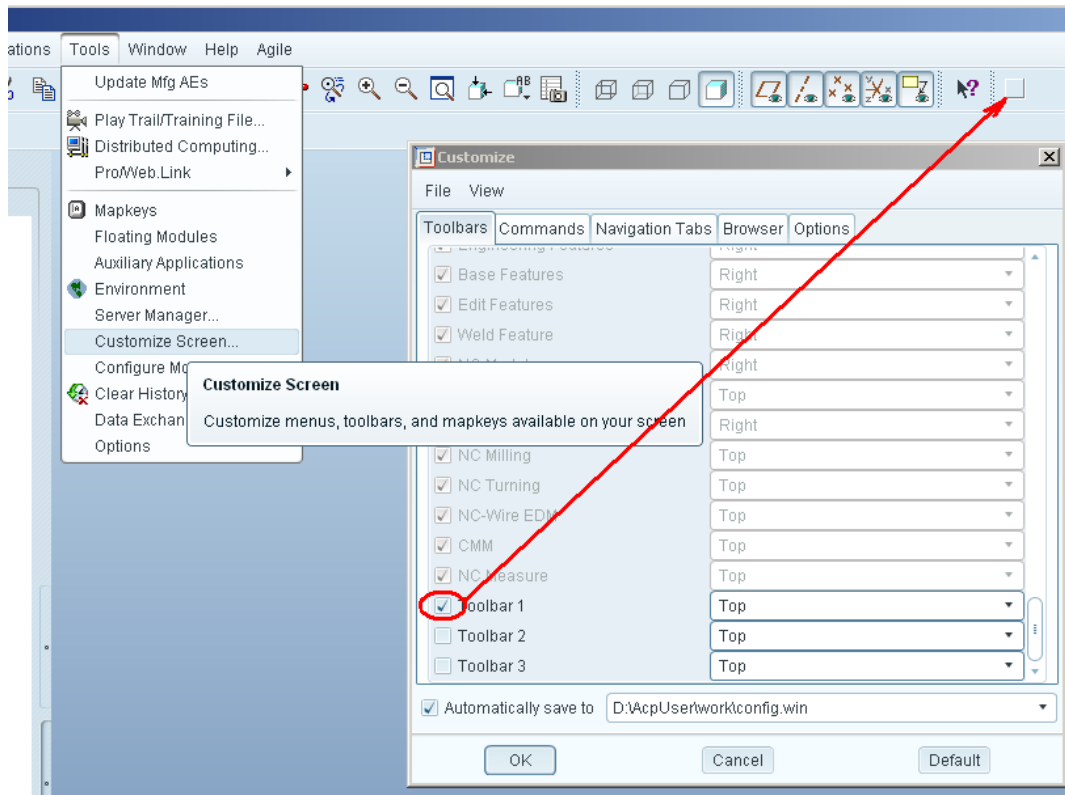 ations Tools Window Help Agile
Update Mfg AEs
Play Trail/Training File...
Distributed Computing...
Pro/Web.Link
Mapkeys
Floating Modules
Auxiliary Applications
Environment
Server Manager...
Customize Screen...
Configure Mo
Clear History
Data Exchan
Options
Customize Screen
Customize menus, toolbars, and mapkeys available on your screen
Customize
File View
Toolbars Commands Navigation Tabs Browser Options
Engineering Features Right
Base Features Right
Edit Features Right
Weld Feature Right
Right
Top
Right
NC Milling Top
NC Turning Top
NC-Wire EDM Top
CMM Top
NC Measure Top
Toolbar 1 Top
Toolbar 2 Top
Toolbar 3 Top
Automatically save to D:\AcpUser\work\config.win
OK Cancel Default